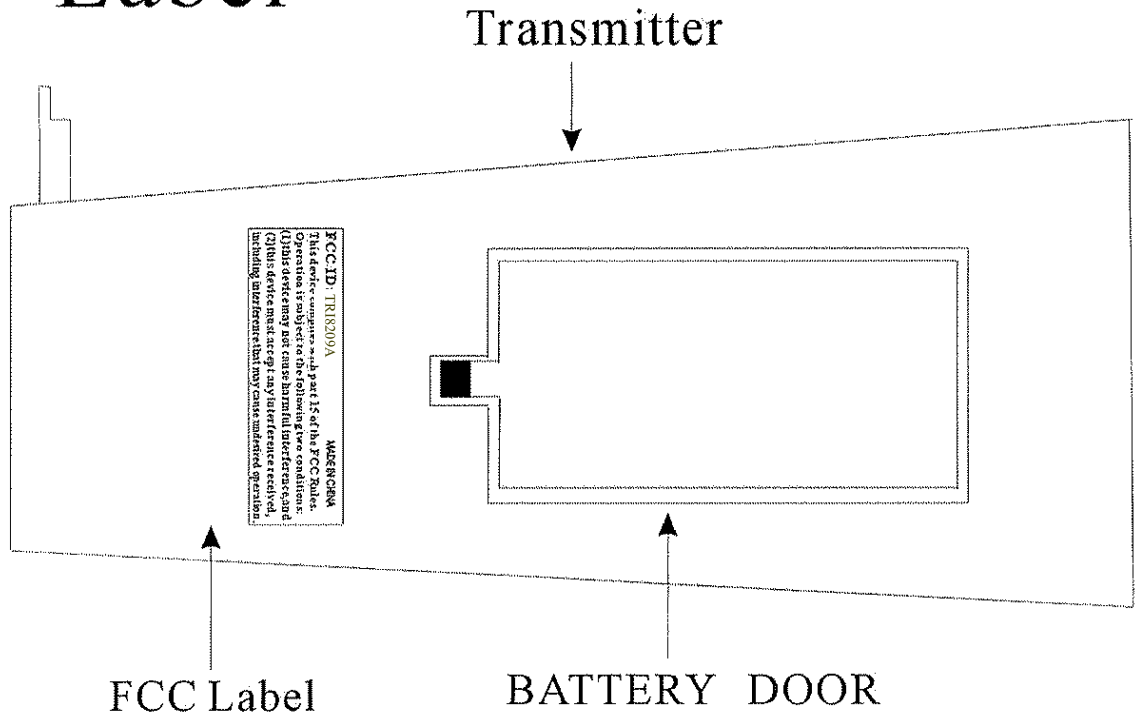 Label
Transmitter
FCC ID: TRI8209A MADE IN CHINA
This device complies with part 15 of the FCC Rules.
Operation is subject to the following two conditions:
(1)this device may not cause harmful interference,and
(2)this device must accept any interference received,
including interference that may cause undesired operation.
FCC Label
BATTERY DOOR